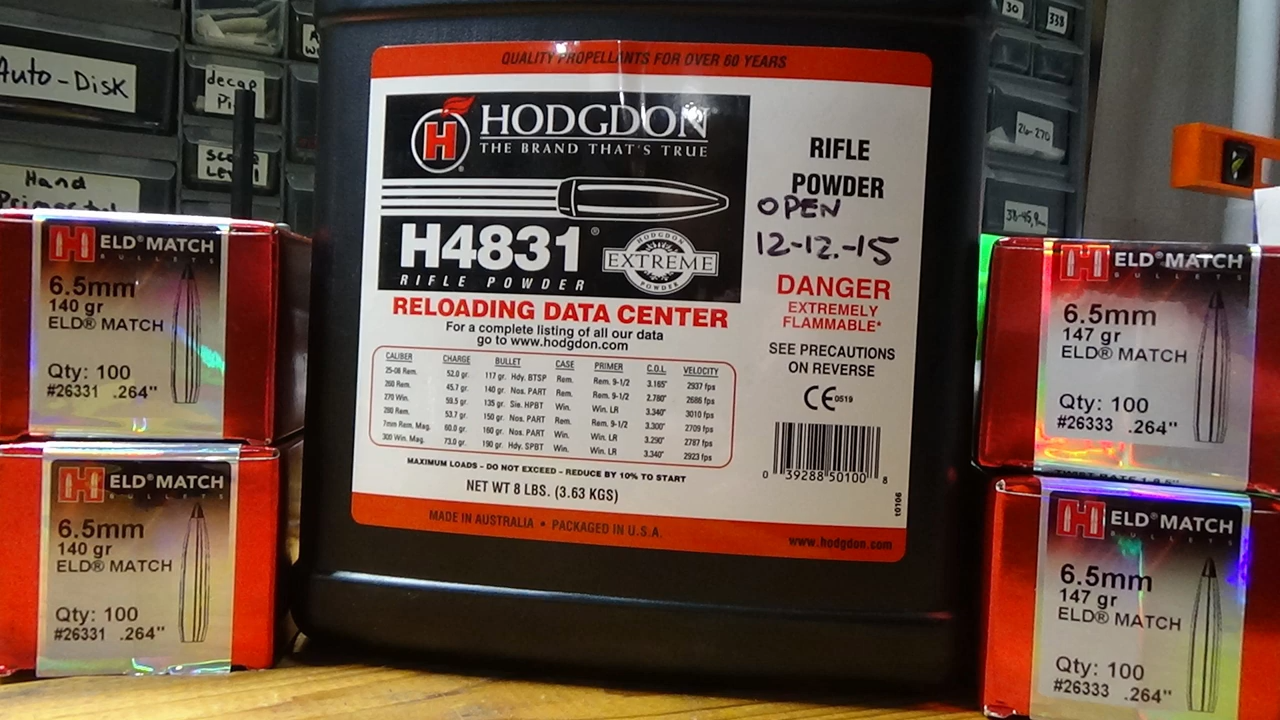 Auto-Disk
decap
Pi
Hand
30
338
26-270
38-45, 9m
QUALITY PROPELLANTS FOR OVER 60 YEARS
H
HODGDON
THE BRAND THAT'S TRUE
H4831®
RIFLE POWDER
HODGDON
EXTREME
POWDER
RELOADING DATA CENTER
For a complete listing of all our data
go to www.hodgdon.com
CALIBER CHARGE BULLET CASE PRIMER C.O.L. VELOCITY
25-06 Rem. 52.0 gr. 117 gr. Hdy. BTSP Rem. Rem. 9-1/2 3.165" 2937 fps
260 Rem. 45.7 gr. 140 gr. Nos. PART Rem. Rem. 9-1/2 2.780" 2686 fps
270 Win. 59.5 gr. 135 gr. Sie. HPBT Win. Win. LR 3.340" 3010 fps
280 Rem. 53.7 gr. 150 gr. Nos. PART Rem. Rem. 9-1/2 3.300" 2709 fps
7mm Rem. Mag. 60.0 gr. 160 gr. Nos. PART Win. Win. LR 3.290" 2787 fps
300 Win. Mag. 73.0 gr. 190 gr. Hdy. SPBT Win. Win. LR 3.340" 2923 fps
MAXIMUM LOADS - DO NOT EXCEED - REDUCE BY 10% TO START
NET WT 8 LBS. (3.63 KGS)
MADE IN AUSTRALIA • PACKAGED IN U.S.A.
www.hodgdon.com
RIFLE
POWDER
OPEN
12-12-15
DANGER
EXTREMELY
FLAMMABLE*
SEE PRECAUTIONS
ON REVERSE
CE 0519
0 39288 50100 8
t0106
H ELD® MATCH
BULLETS
6.5mm
140 gr
ELD® MATCH
Qty: 100
#26331 .264"
H ELD® MATCH
BULLETS
6.5mm
140 gr
ELD® MATCH
Qty: 100
#26331 .264"
H ELD® MATCH
BULLETS
6.5mm
147 gr
ELD® MATCH
Qty: 100
#26333 .264"
H ELD® MATCH
BULLETS
6.5mm
147 gr
ELD® MATCH
Qty: 100
#26333 .264"